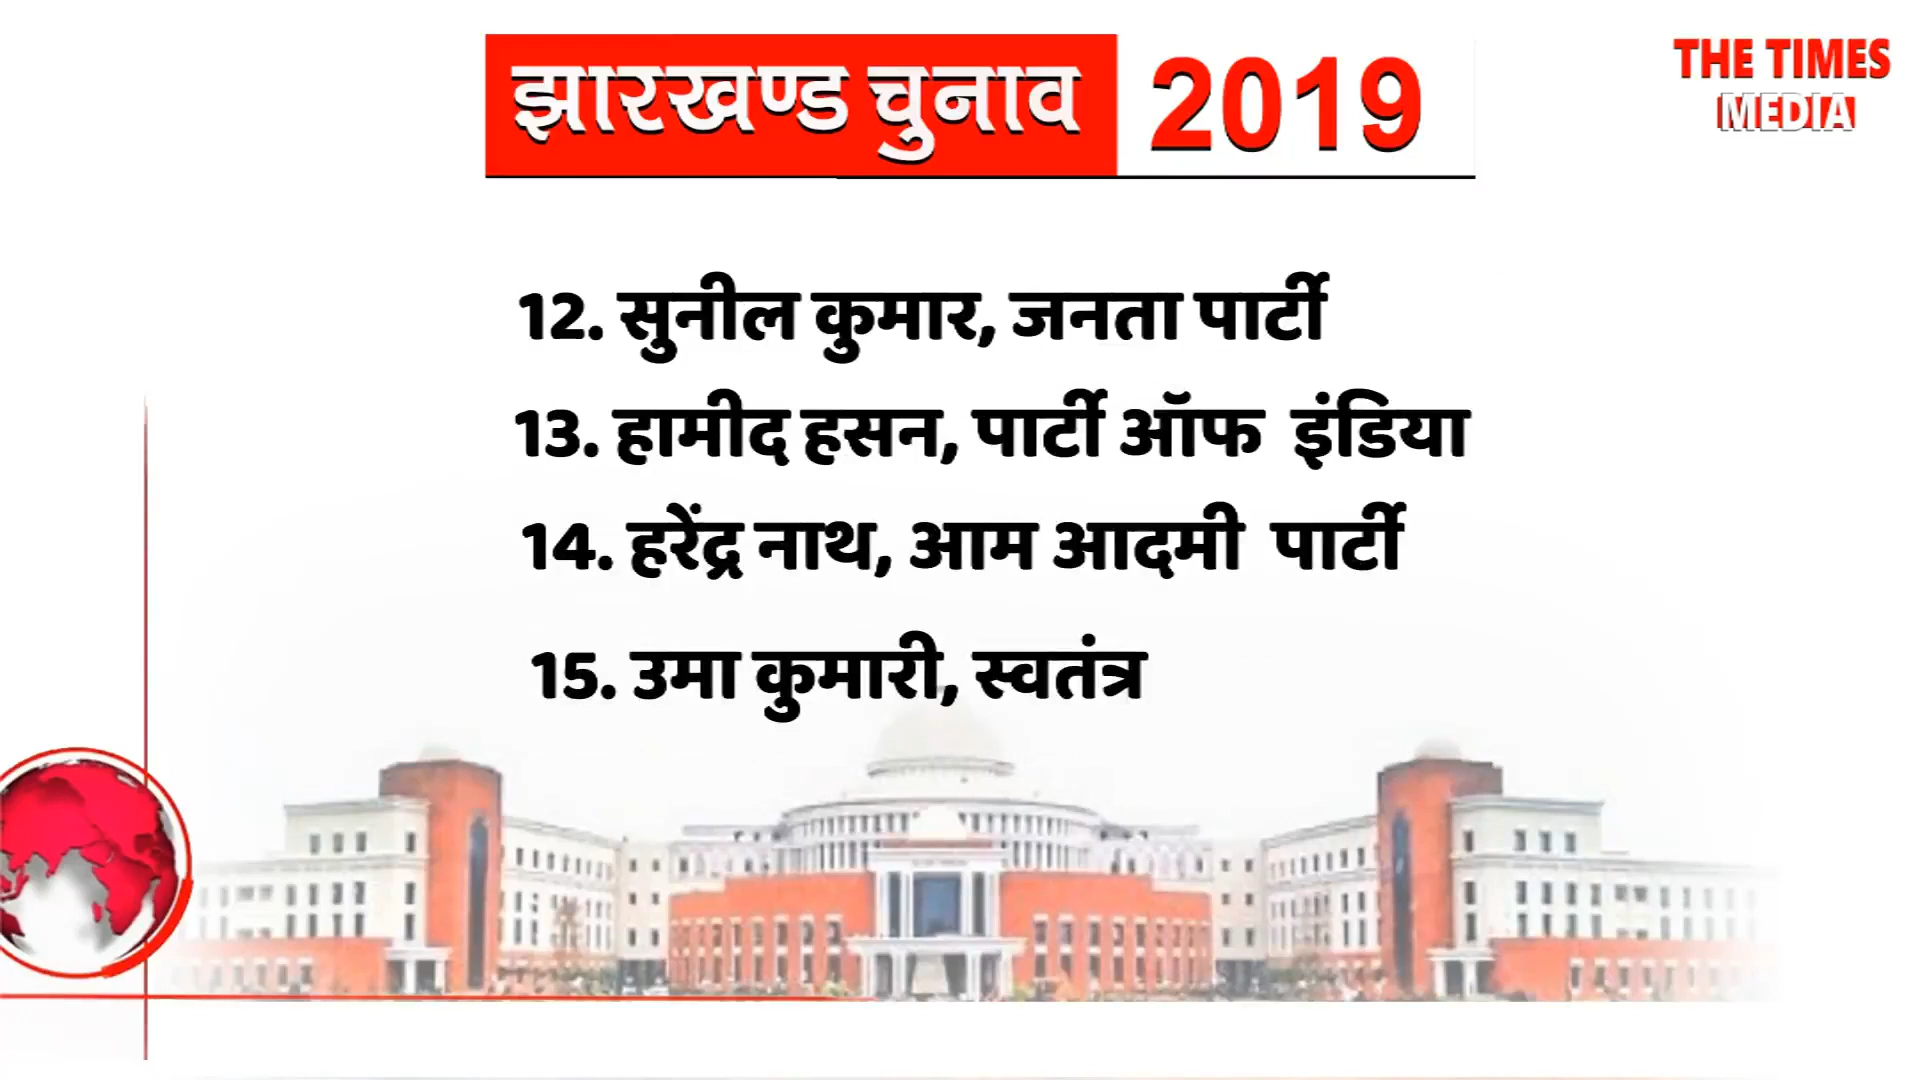 झारखण्ड चुनाव 2019
THE TIMES
MEDIA
12. सुनील कुमार, जनता पार्टी
13. हामीद हसन, पार्टी ऑफ इंडिया
14. हरेंद्र नाथ, आम आदमी पार्टी
15. उमा कुमारी, स्वतंत्र